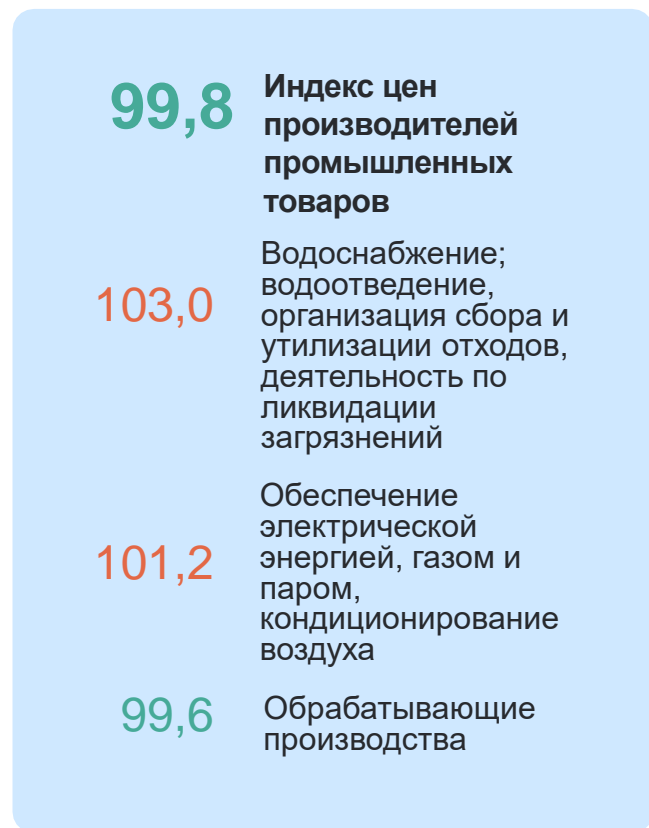 99,8
Индекс цен
производителей
промышленных
товаров
103,0
Водоснабжение;
водоотведение,
организация сбора и
утилизации отходов,
деятельность по
ликвидации
загрязнений
101,2
Обеспечение
электрической
энергией, газом и
паром,
кондиционирование
воздуха
99,6
Обрабатывающие
производства